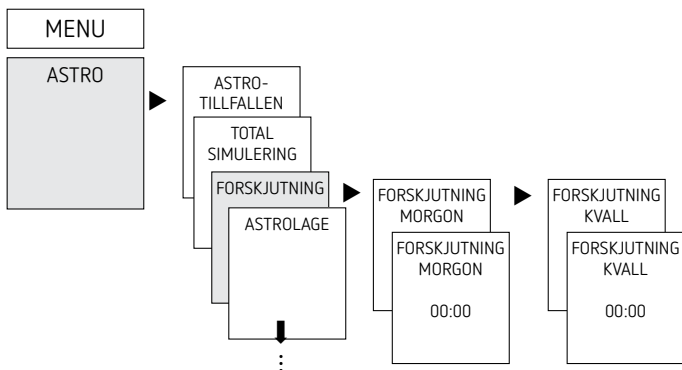 MENU
ASTRO
ASTRO-
TILLFALLEN
TOTAL
SIMULERING
FORSKJUTNING
ASTROLAGE
FORSKJUTNING
MORGON
FORSKJUTNING
MORGON
00:00
FORSKJUTNING
KVALL
FORSKJUTNING
KVALL
00:00